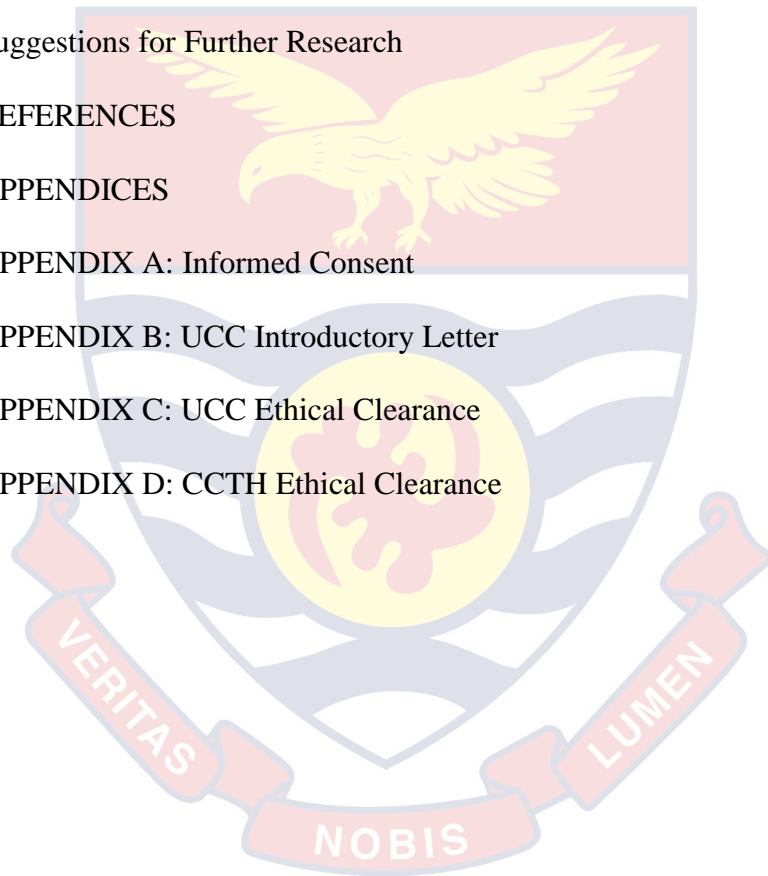 uggestions for Further Research
EFERENCES
PPENDICES
PPENDIX A: Informed Consent
PPENDIX B: UCC Introductory Letter
PPENDIX C: UCC Ethical Clearance
PPENDIX D: CCTH Ethical Clearance
VERITAS
NOBIS
LUMEN